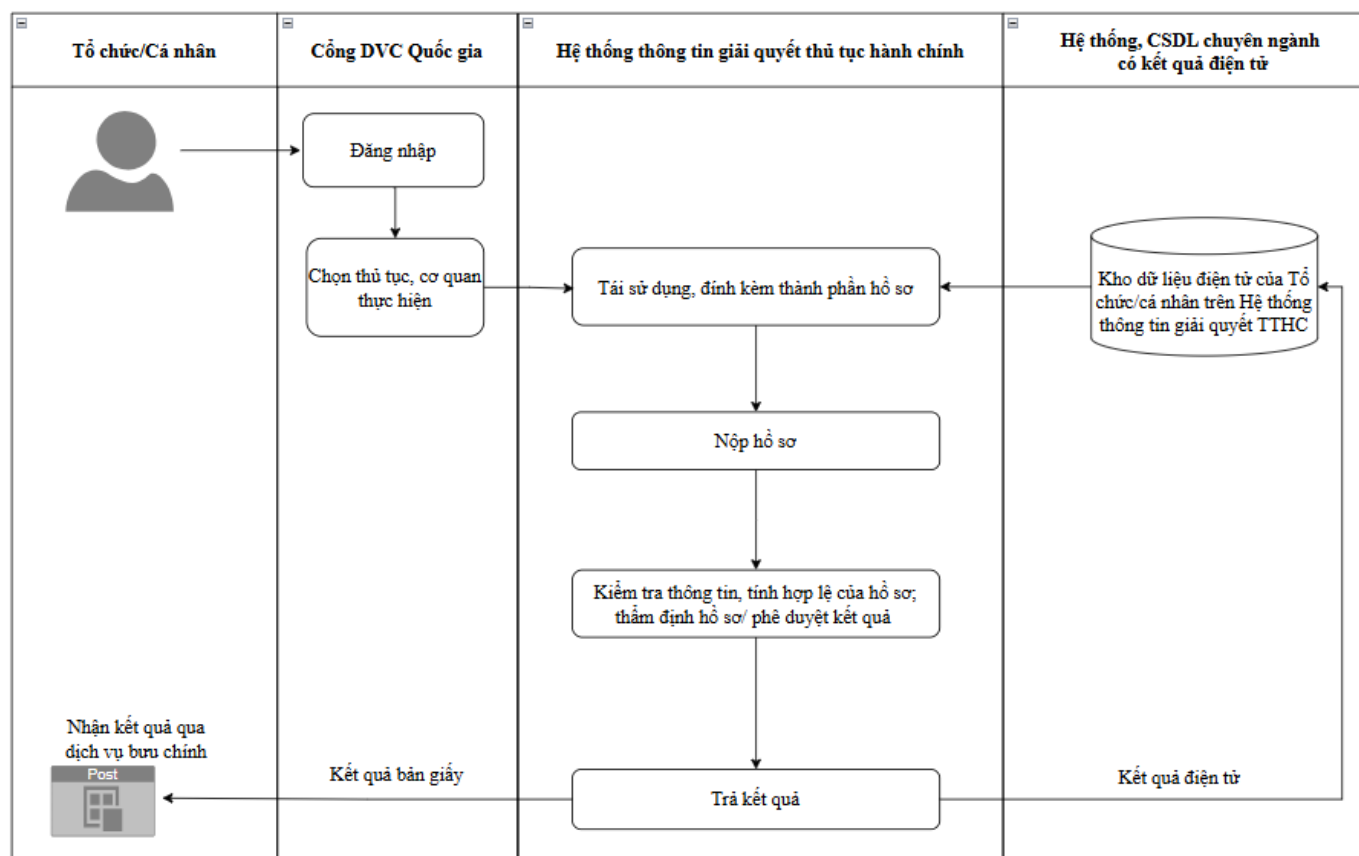 Tổ chức/Cá nhân
Cổng DVC Quốc gia
Hệ thống thông tin giải quyết thủ tục hành chính
Hệ thống, CSDL chuyên ngành
có kết quả điện tử
Đăng nhập
Chọn thủ tục, cơ quan
thực hiện
Tái sử dụng, đính kèm thành phần hồ sơ
Kho dữ liệu điện tử của Tổ
chức/cá nhân trên Hệ thống
thông tin giải quyết TTHC
Nộp hồ sơ
Kiểm tra thông tin, tính hợp lệ của hồ sơ;
thẩm định hồ sơ/ phê duyệt kết quả
Nhận kết quả qua
dịch vụ bưu chính
Post
Kết quả bản giấy
Trả kết quả
Kết quả điện tử